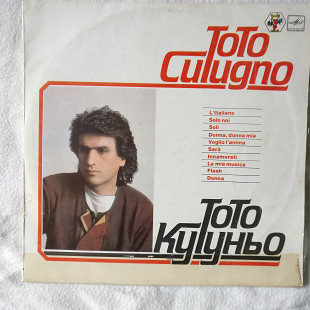 ТОТО
Cutugno
L'italiano
Solo noi
Soli
Donna, donna mia
Voglio l'anima
Sarà
Innamorati
La mia musica
Flash
Donna
ТОТО
Кутуньо